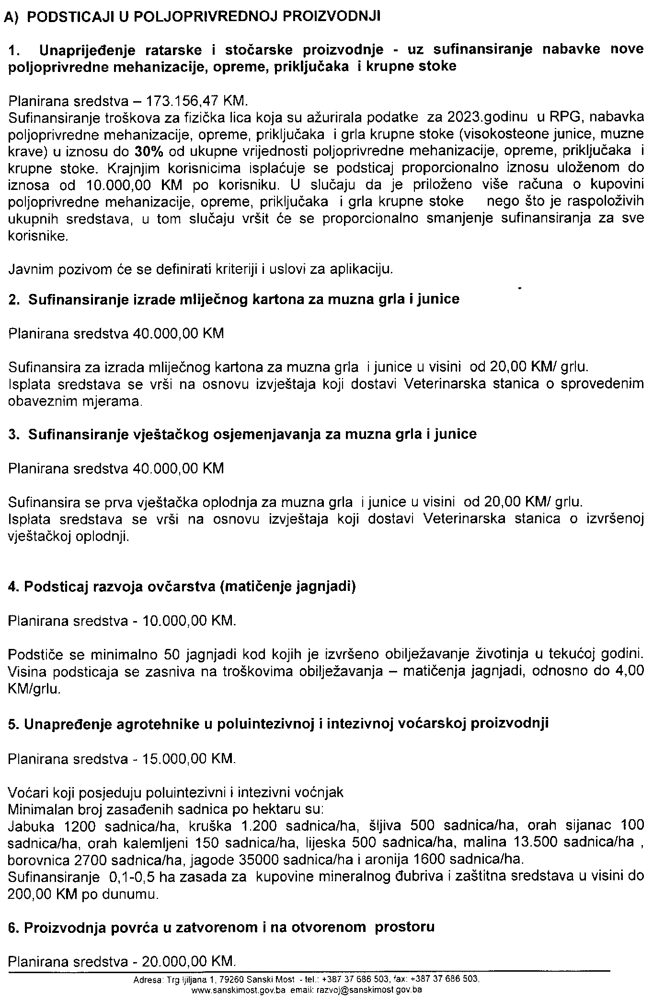 A) PODSTICAJI U POLJOPRIVREDNOJ PROIZVODNJI
1. Unaprijeđenje ratarske i stočarske proizvodnje - uz sufinansiranje nabavke nove
poljoprivredne mehanizacije, opreme, priključaka i krupne stoke
Planirana sredstva – 173.156,47 KM.
Sufinansiranje troškova za fizička lica koja su ažurirala podatke za 2023.godinu u RPG, nabavka
poljoprivredne mehanizacije, opreme, priključaka i grla krupne stoke (visokosteone junice, muzne
krave) u iznosu do 30% od ukupne vrijednosti poljoprivredne mehanizacije, opreme, priključaka i
krupne stoke. Krajnjim korisnicima isplaćuje se podsticaj proporcionalno iznosu uloženom do
iznosa od 10.000,00 KM po korisniku. U slučaju da je priloženo više računa o kupovini
poljoprivredne mehanizacije, opreme, priključaka i grla krupne stoke nego što je raspoloživih
ukupnih sredstava, u tom slučaju vršit će se proporcionalno smanjenje sufinansiranja za sve
korisnike.
Javnim pozivom će se definirati kriteriji i uslovi za aplikaciju.
2. Sufinansiranje izrade mliječnog kartona za muzna grla i junice
Planirana sredstva 40.000,00 KM
Sufinansira za izrada mliječnog kartona za muzna grla i junice u visini od 20,00 KM/ grlu.
Isplata sredstava se vrši na osnovu izvještaja koji dostavi Veterinarska stanica o sprovedenim
obaveznim mjerama.
3. Sufinansiranje vještačkog osjemenjavanja za muzna grla i junice
Planirana sredstva 40.000,00 KM
Sufinansira se prva vještačka oplodnja za muzna grla i junice u visini od 20,00 KM/ grlu.
Isplata sredstava se vrši na osnovu izvještaja koji dostavi Veterinarska stanica o izvršenoj
vještačkoj oplodnji.
4. Podsticaj razvoja ovčarstva (matičenje jagnjadi)
Planirana sredstva - 10.000,00 KM.
Podstiče se minimalno 50 jagnjadi kod kojih je izvršeno obilježavanje životinja u tekućoj godini.
Visina podsticaja se zasniva na troškovima obilježavanja – matičenja jagnjadi, odnosno do 4,00
KM/grlu.
5. Unapređenje agrotehnike u poluintezivnoj i intezivnoj voćarskoj proizvodnji
Planirana sredstva - 15.000,00 KM.
Voćari koji posjeduju poluintezivni i intezivni voćnjak
Minimalan broj zasađenih sadnica po hektaru su:
Jabuka 1200 sadnica/ha, kruška 1.200 sadnica/ha, šljiva 500 sadnica/ha, orah sijanac 100
sadnica/ha, orah kalemljeni 150 sadnica/ha, lijeska 500 sadnica/ha, malina 13.500 sadnica/ha ,
borovnica 2700 sadnica/ha, jagode 35000 sadnica/ha i aronija 1600 sadnica/ha.
Sufinansiranje 0,1-0,5 ha zasada za kupovine mineralnog đubriva i zaštitna sredstava u visini do
200,00 KM po dunumu.
6. Proizvodnja povrća u zatvorenom i na otvorenom prostoru
Planirana sredstva - 20.000,00 KM.
Adresa: Trg ljiljana 1, 79260 Sanski Most - tel.: +387 37 686 503, fax: +387 37 686 503,
www.sanskimost.gov.ba email: razvoj@sanskimost.gov.ba